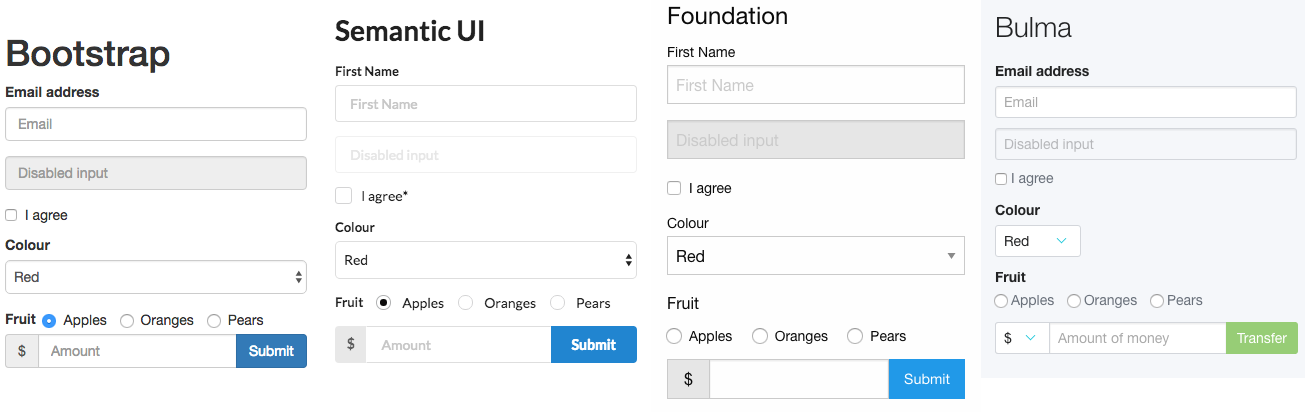 Bootstrap
Email address
Email
Disabled input
I agree
Colour
Red
Fruit Apples Oranges Pears
$ Amount Submit
Semantic UI
First Name
First Name
Disabled input
I agree*
Colour
Red
Fruit Apples Oranges Pears
$ Amount Submit
Foundation
First Name
First Name
Disabled input
I agree
Colour
Red
Fruit
Apples Oranges Pears
$ Submit
Bulma
Email address
Email
Disabled input
I agree
Colour
Red
Fruit
Apples Oranges Pears
$ Amount of money Transfer